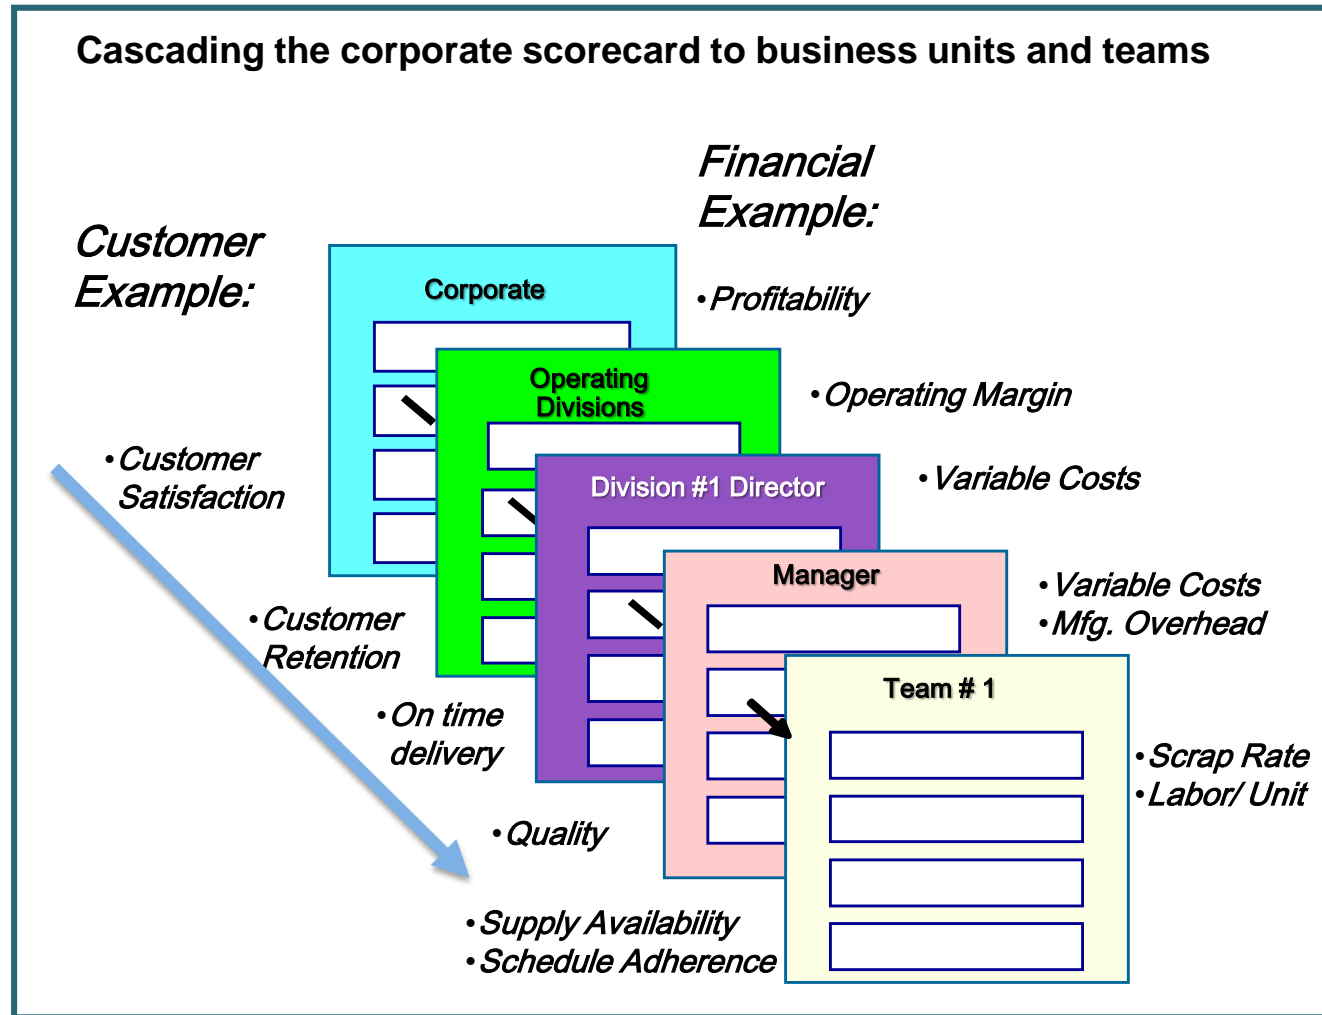 Cascading the corporate scorecard to business units and teams
Financial
Example:
Customer
Example:
Corporate
•Profitability
Operating
Divisions
•Operating Margin
•Customer
Satisfaction
Division #1 Director
•Variable Costs
Manager
•Variable Costs
•Mfg. Overhead
•Customer
Retention
Team # 1
•On time
delivery
•Scrap Rate
•Labor/ Unit
•Quality
•Supply Availability
•Schedule Adherence